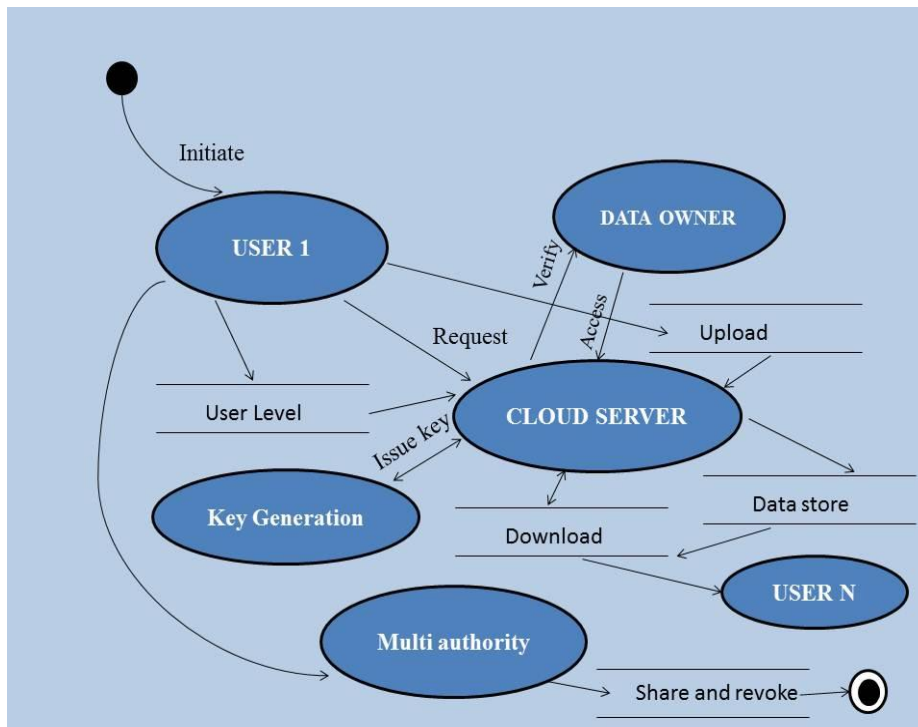 Initiate
USER 1
DATA OWNER
Verify
Access
Upload
Request
User Level
CLOUD SERVER
Issue key
Key Generation
Download
Data store
USER N
Multi authority
Share and revoke